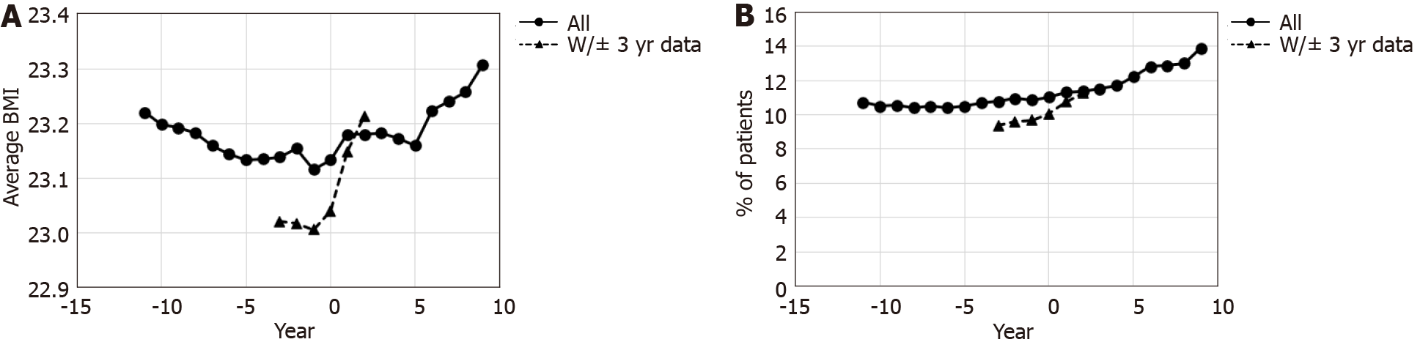 A
23.4
23.3
23.2
23.1
23.0
22.9
Average BMI
-15
-10
-5
0
5
10
Year
All
W/± 3 yr data
B
16
14
12
10
8
6
4
2
0
% of patients
-15
-10
-5
0
5
10
Year
All
W/± 3 yr data